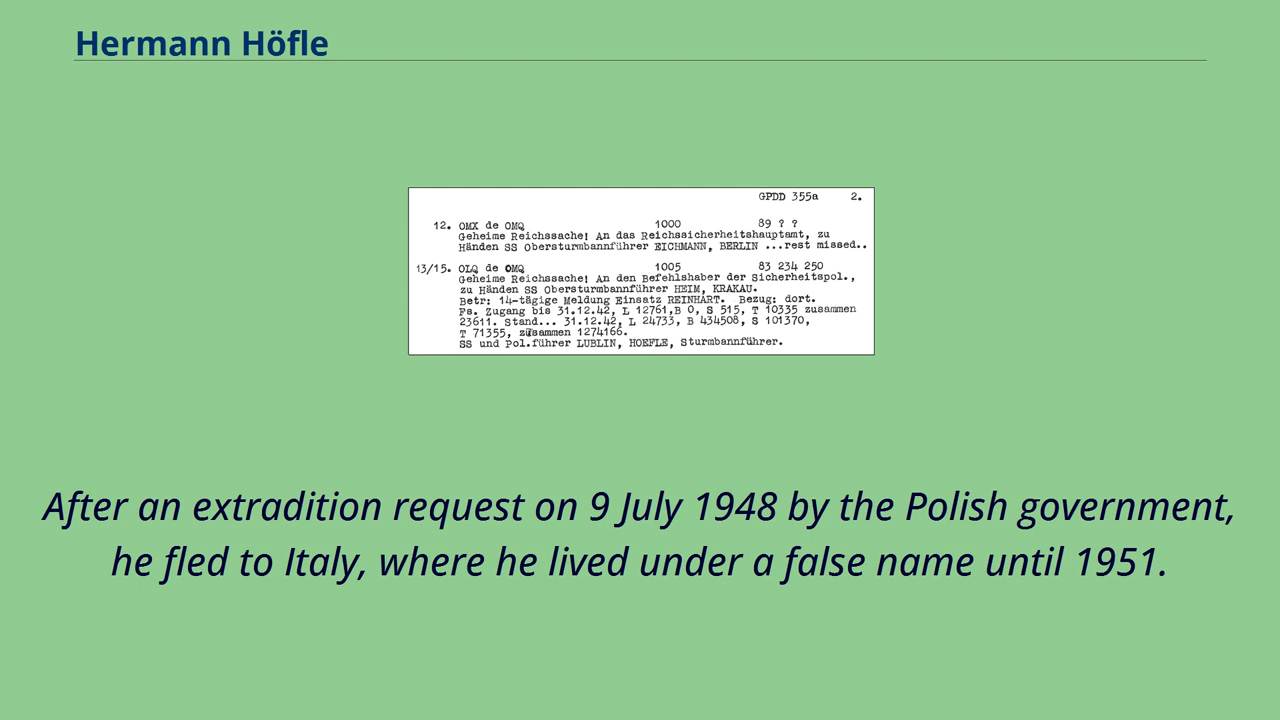 Hermann Höfle
GPDD 355a 2.
12. OMX de OMQ 1000 89 ? ?
Geheime Reichssache! An das Reichssicherheitshauptamt, zu
Händen SS Obersturmbannführer EICHMANN, BERLIN ...rest missed..
13/15. OLQ de OMQ 1005 83 234 250
Geheime Reichssache! An den Befehlshaber der Sicherheitspol.,
zu Händen SS Obersturmbannführer HEIM, KRAKAU.
Betr: 14-tägige Meldung Einsatz REINHART. Bezug: dort.
Fs. Zugang bis 31.12.42, L 12761,B 0, S 515, T 10335 zusammen
23611. Stand... 31.12.42, L 24733, B 434508, S 101370,
T 71355, zusammen 1274166.
SS und Pol.führer LUBLIN, HOEFLE, Sturmbannführer.
After an extradition request on 9 July 1948 by the Polish government,
he fled to Italy, where he lived under a false name until 1951.